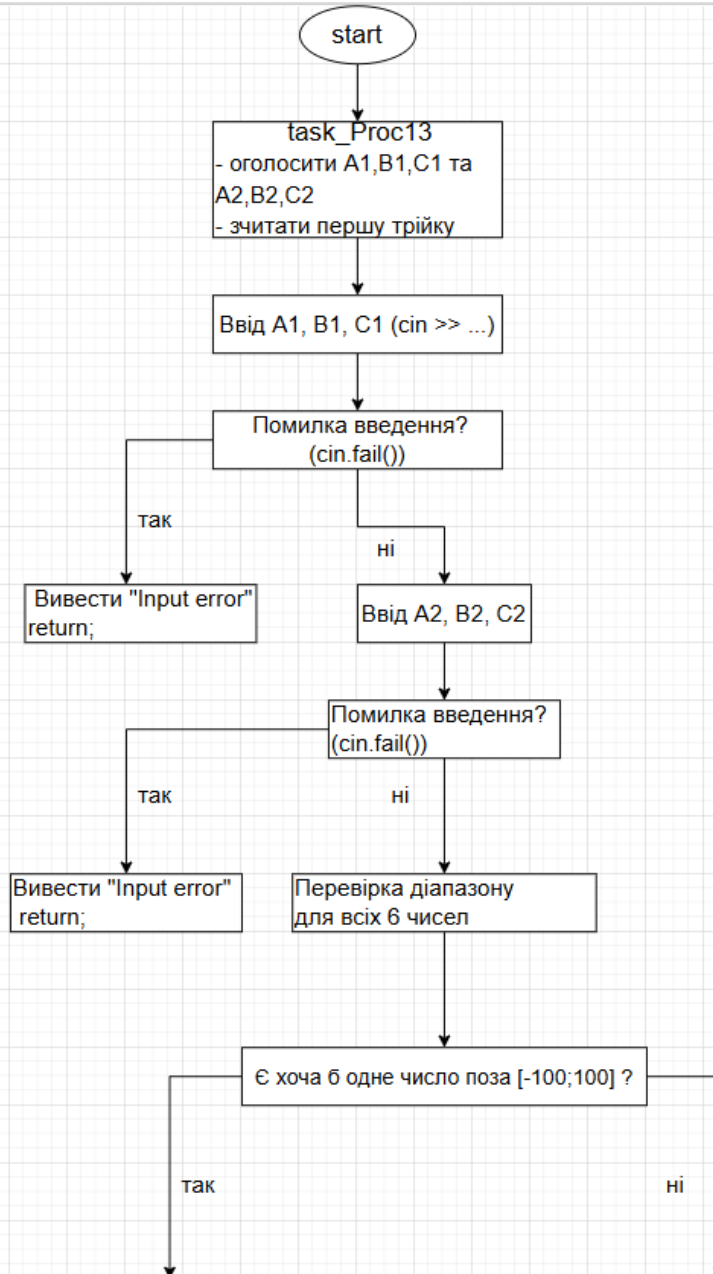 start
task_Proc13
- оголосити A1,B1,C1 та
A2,B2,C2
- зчитати першу трійку
Ввід A1, B1, C1 (cin >> ...)
Помилка введення?
(cin.fail())
так
ні
Вивести "Input error"
return;
Ввід A2, B2, C2
Помилка введення?
(cin.fail())
так
ні
Вивести "Input error"
return;
Перевірка діапазону
для всіх 6 чисел
Є хоча б одне число поза [-100;100] ?
так
ні